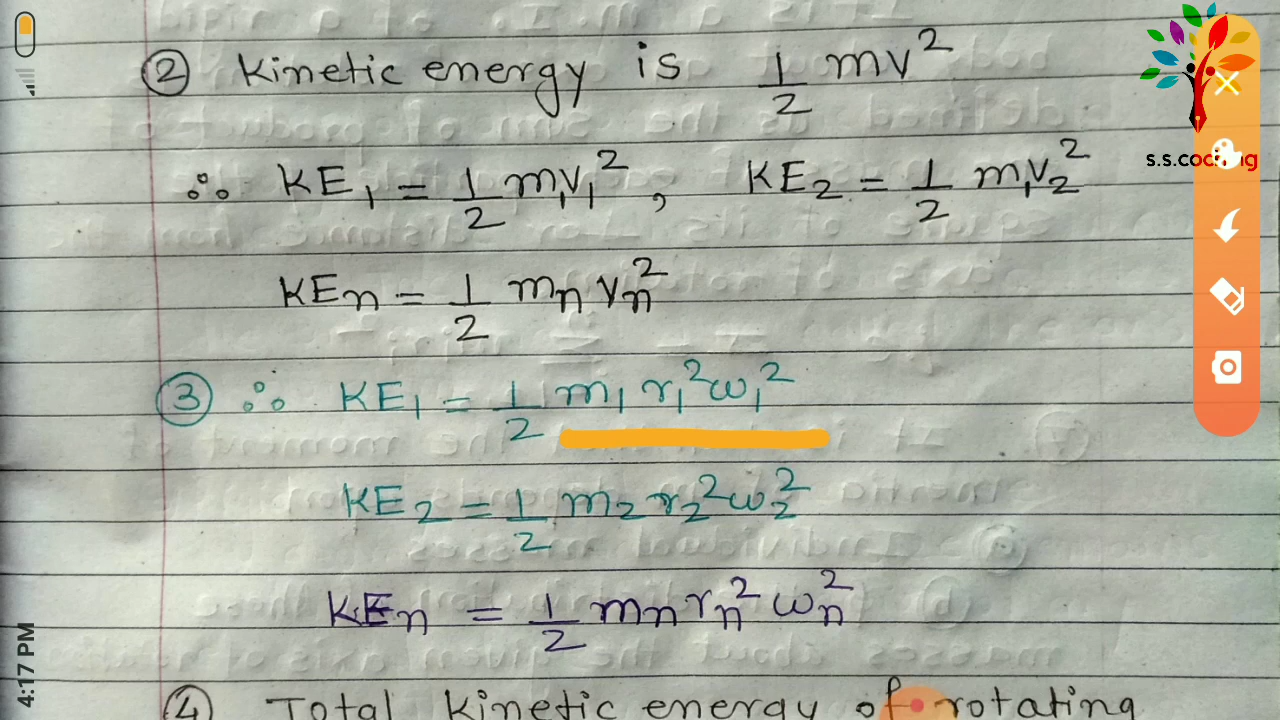 ② Kinetic energy is 1/2 mv²
s.s.coc ng
∴ KE₁ = 1/2 m₁v₁², KE₂ = 1/2 m₁v₂²
KEn = 1/2 mn vn²
③ ∴ KE₁ = 1/2 m₁ r₁²ω₁²
KE₂ = 1/2 m₂ r₂²ω₂²
KEn = 1/2 mn rn² ωn²
④ Total kinetic energy of rotating
4:17 PM